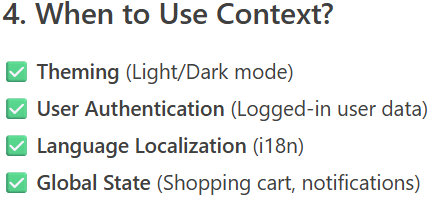 4. When to Use Context?
✅ Theming (Light/Dark mode)
✅ User Authentication (Logged-in user data)
✅ Language Localization (i18n)
✅ Global State (Shopping cart, notifications)